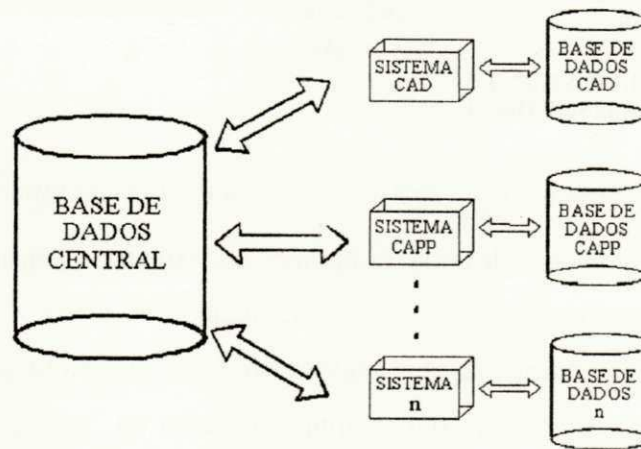 SISTEMA
CAD
BASE DE
DADOS
CAD
BASE DE
DADOS
CENTRAL
SISTEMA
CAPP
BASE DE
DADOS
CAPP
SISTEMA
n
BASE DE
DADOS
n